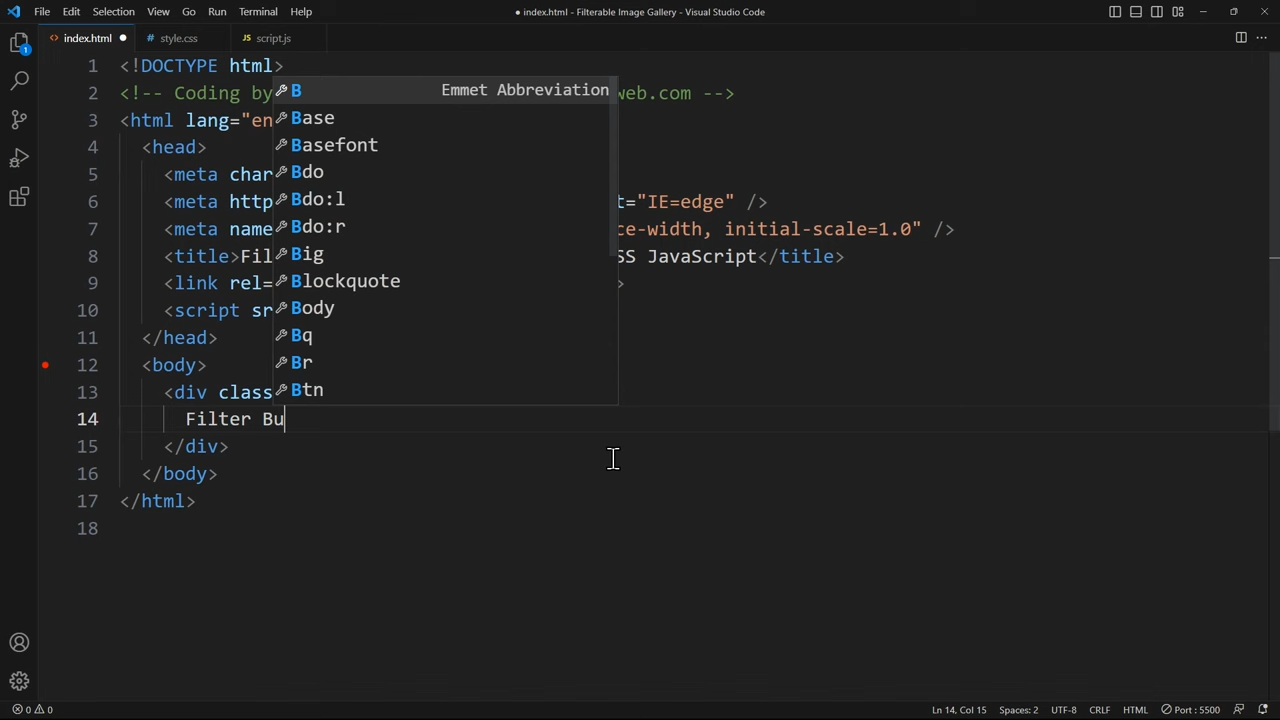 File Edit Selection View Go Run Terminal Help
● index.html - Filterable Image Gallery - Visual Studio Code
index.html ● style.css JS script.js
1 <!DOCTYPE html>
2 <!-- Coding by web.com -->
3 <html lang="en
4 <head>
5 <meta char
6 <meta http t="IE=edge" />
7 <meta name ce-width, initial-scale=1.0" />
8 <title>Fil SS JavaScript</title>
9 <link rel= >
10 <script sr
11 </head>
12 <body>
13 <div class
14 Filter Bu
15 </div>
16 </body>
17 </html>
18
B Emmet Abbreviation
Base
Basefont
Bdo
Bdo:l
Bdo:r
Big
Blockquote
Body
Bq
Br
Btn
1
0 0 Ln 14, Col 15 Spaces: 2 UTF-8 CRLF HTML Port : 5500